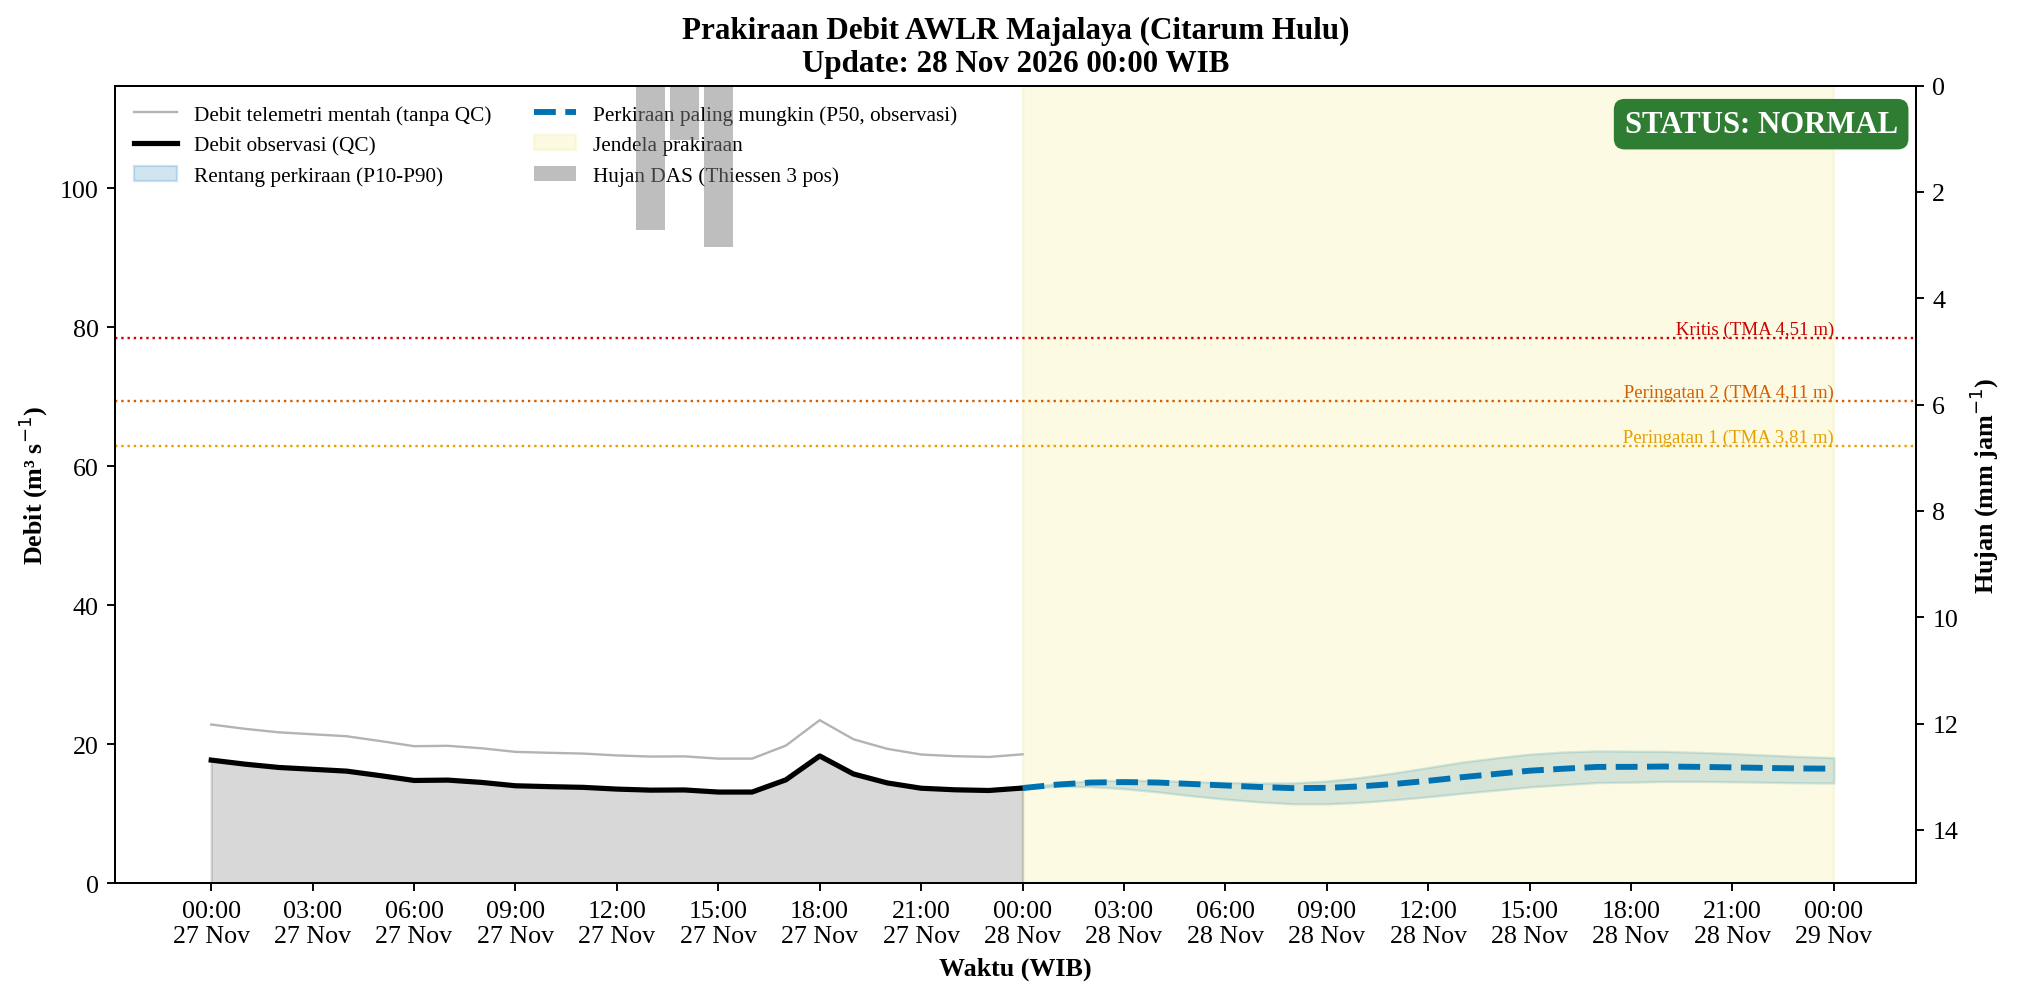 Prakiraan Debit AWLR Majalaya (Citarum Hulu)
Update: 28 Nov 2026 00:00 WIB
Debit telemetri mentah (tanpa QC)
Debit observasi (QC)
Rentang perkiraan (P10-P90)
Perkiraan paling mungkin (P50, observasi)
Jendela prakiraan
Hujan DAS (Thiessen 3 pos)
STATUS: NORMAL
Kritis (TMA 4,51 m)
Peringatan 2 (TMA 4,11 m)
Peringatan 1 (TMA 3,81 m)
Debit (m³ s⁻¹)
100
80
60
40
20
0
Hujan (mm jam⁻¹)
0
2
4
6
8
10
12
14
00:00 03:00 06:00 09:00 12:00 15:00 18:00 21:00 00:00 03:00 06:00 09:00 12:00 15:00 18:00 21:00 00:00
27 Nov 27 Nov 27 Nov 27 Nov 27 Nov 27 Nov 27 Nov 27 Nov 28 Nov 28 Nov 28 Nov 28 Nov 28 Nov 28 Nov 28 Nov 28 Nov 29 Nov
Waktu (WIB)